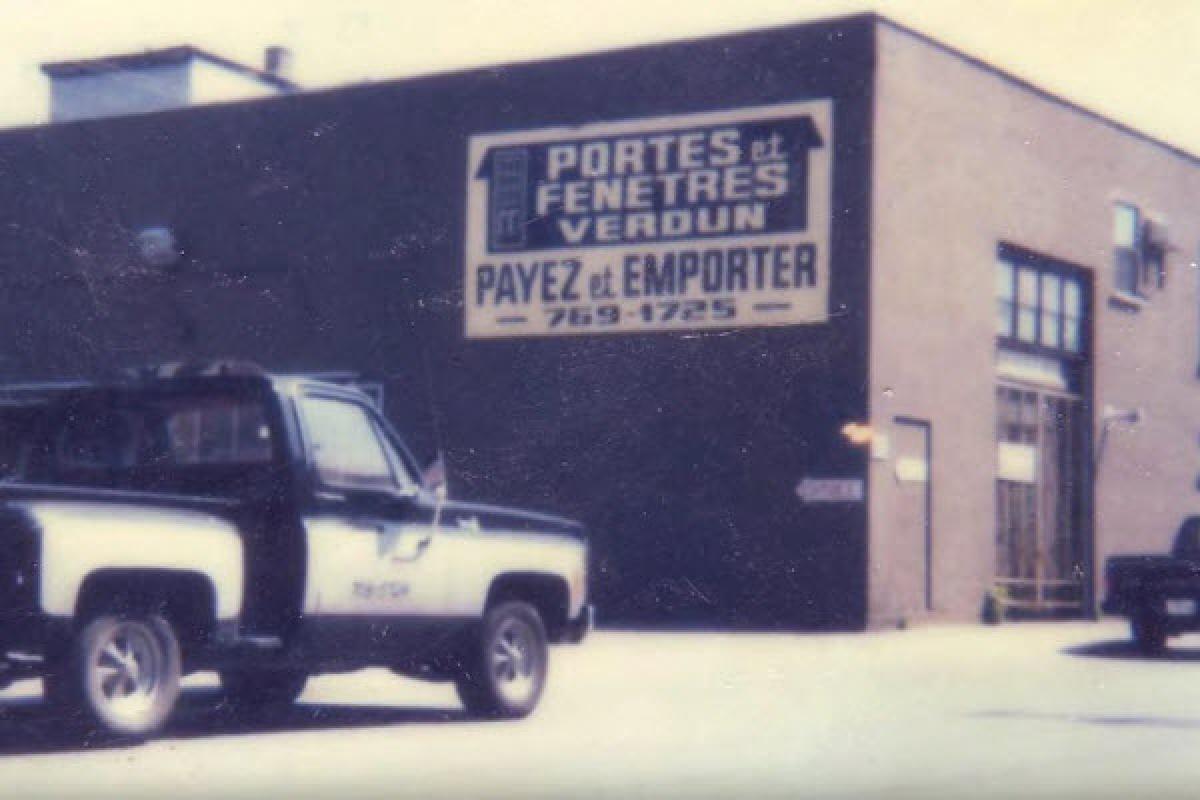 PORTES et
FENETRES
VERDUN
PAYEZ et EMPORTER
— 769-1725 —